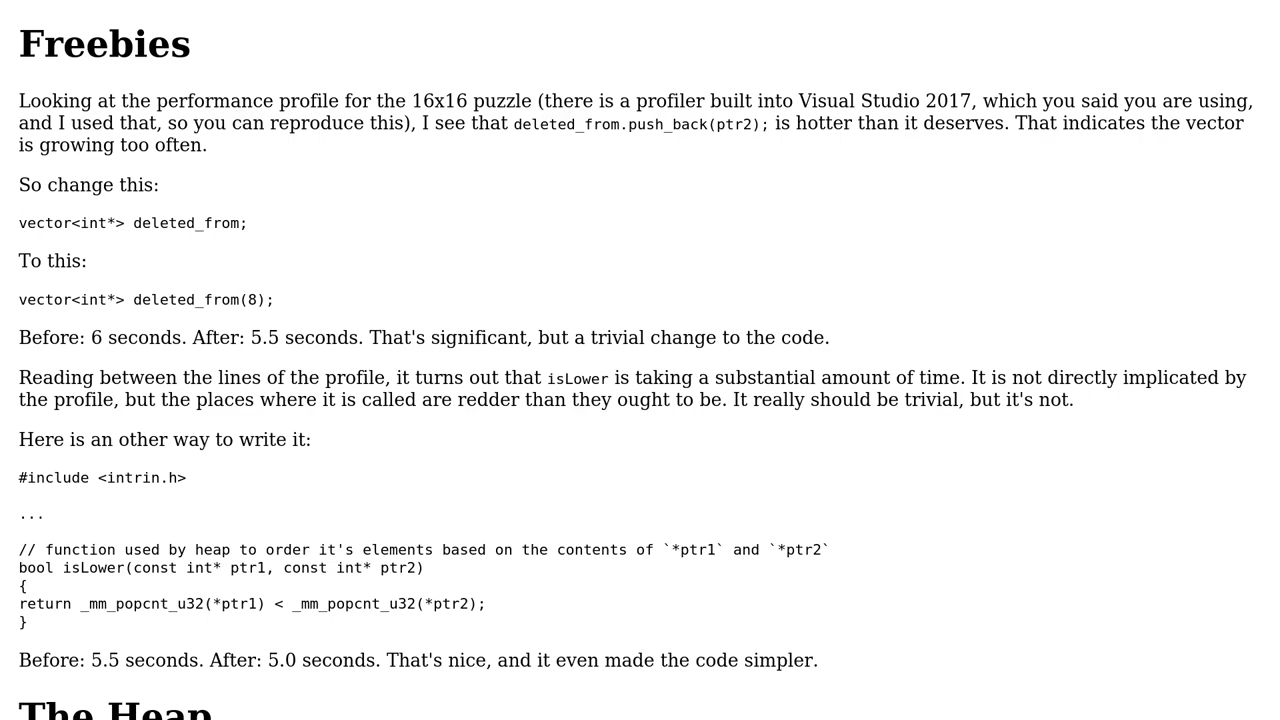 Freebies
Looking at the performance profile for the 16x16 puzzle (there is a profiler built into Visual Studio 2017, which you said you are using,
and I used that, so you can reproduce this), I see that deleted_from.push_back(ptr2); is hotter than it deserves. That indicates the vector
is growing too often.
So change this:
vector<int*> deleted_from;
To this:
vector<int*> deleted_from(8);
Before: 6 seconds. After: 5.5 seconds. That's significant, but a trivial change to the code.
Reading between the lines of the profile, it turns out that isLower is taking a substantial amount of time. It is not directly implicated by
the profile, but the places where it is called are redder than they ought to be. It really should be trivial, but it's not.
Here is an other way to write it:
#include <intrin.h>
...
// function used by heap to order it's elements based on the contents of `*ptr1` and `*ptr2`
bool isLower(const int* ptr1, const int* ptr2)
{
return _mm_popcnt_u32(*ptr1) < _mm_popcnt_u32(*ptr2);
}
Before: 5.5 seconds. After: 5.0 seconds. That's nice, and it even made the code simpler.
The Heap